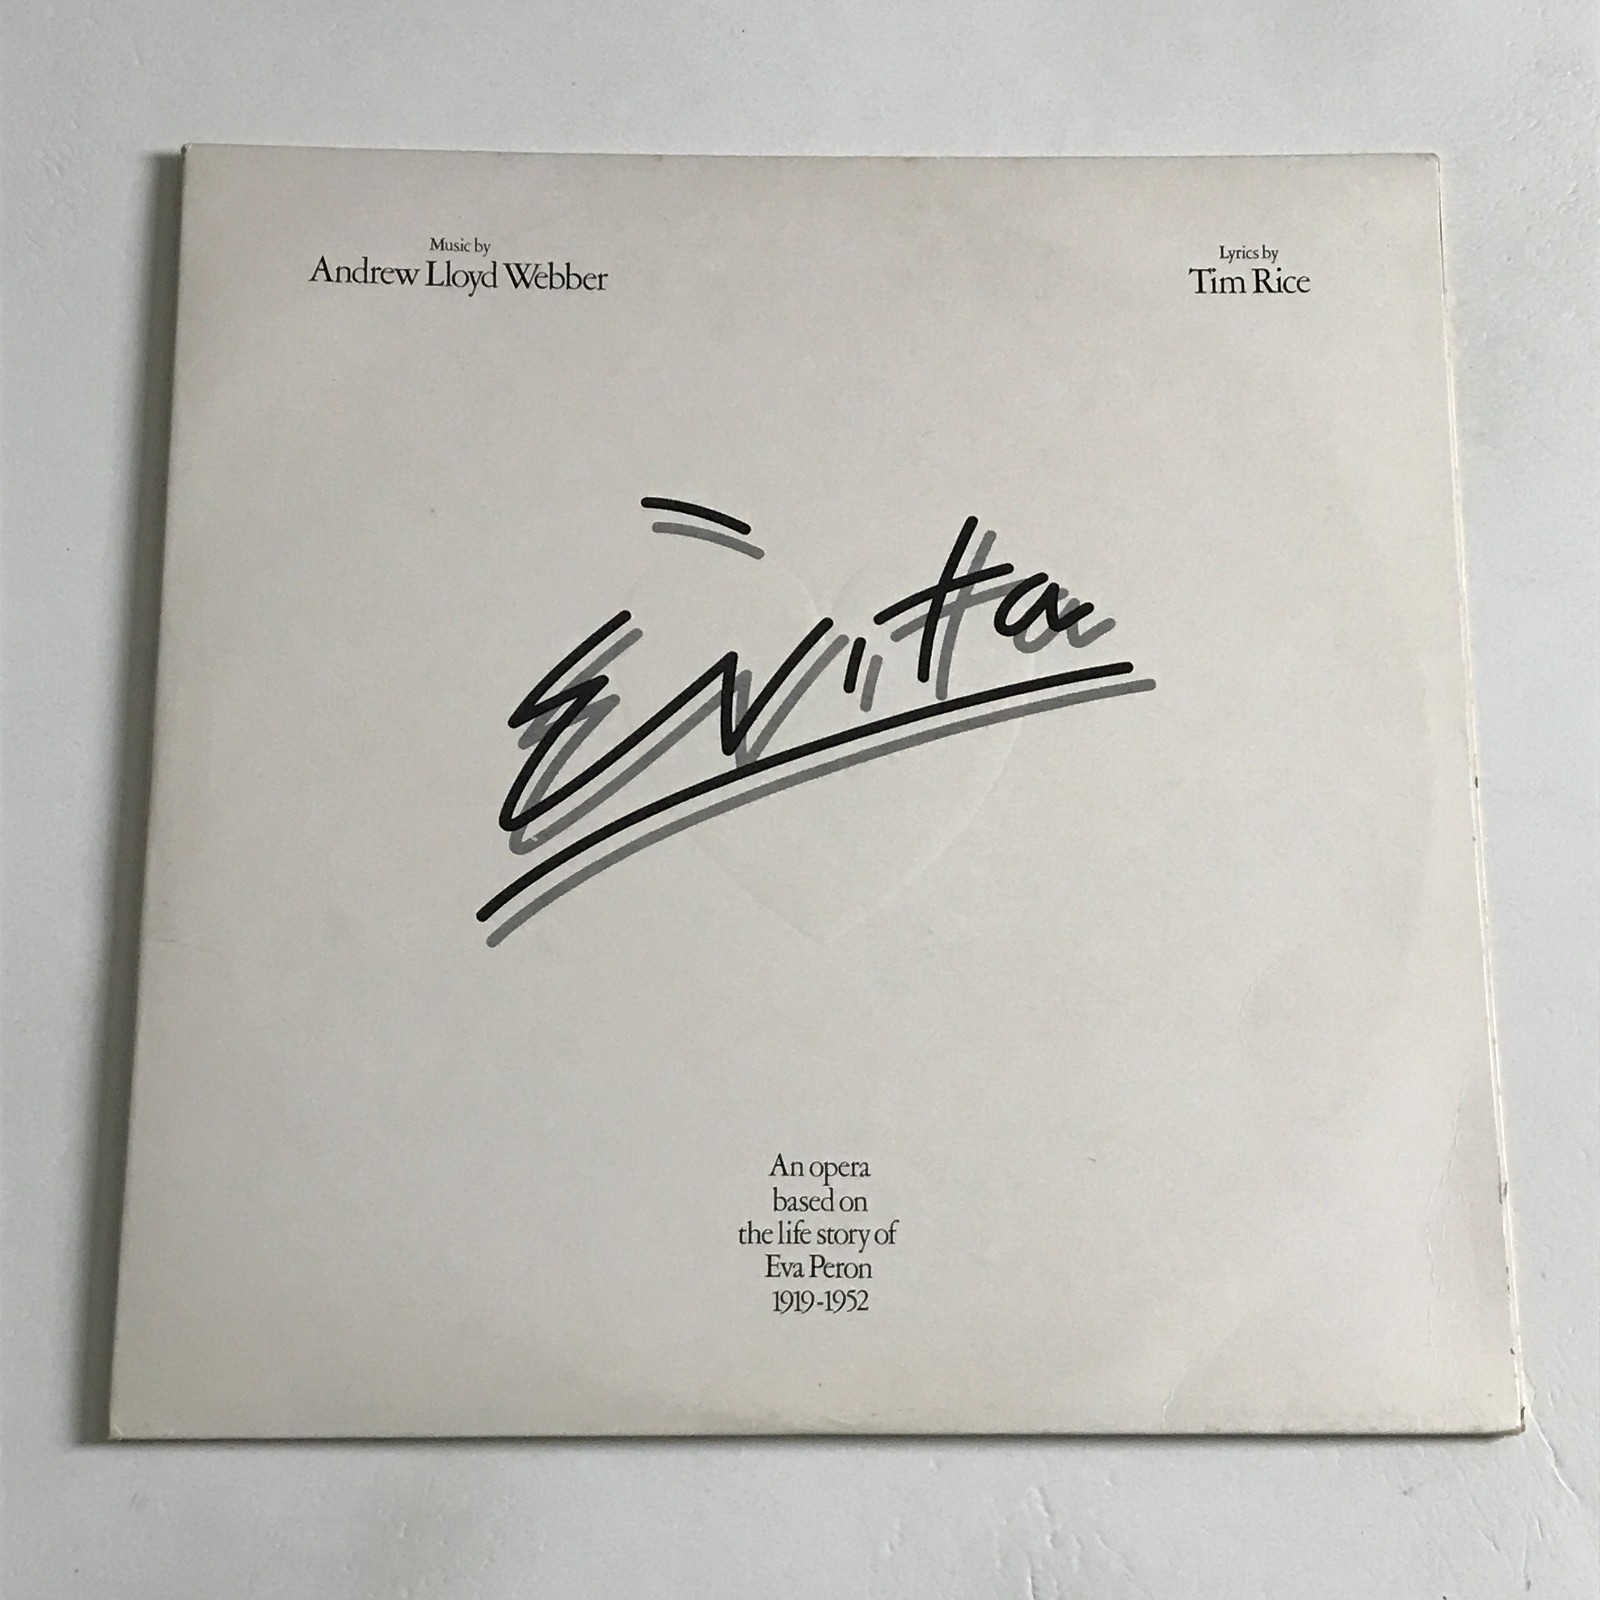 Music by
Andrew Lloyd Webber
Lyrics by
Tim Rice
Evita
An opera
based on
the life story of
Eva Peron
1919-1952